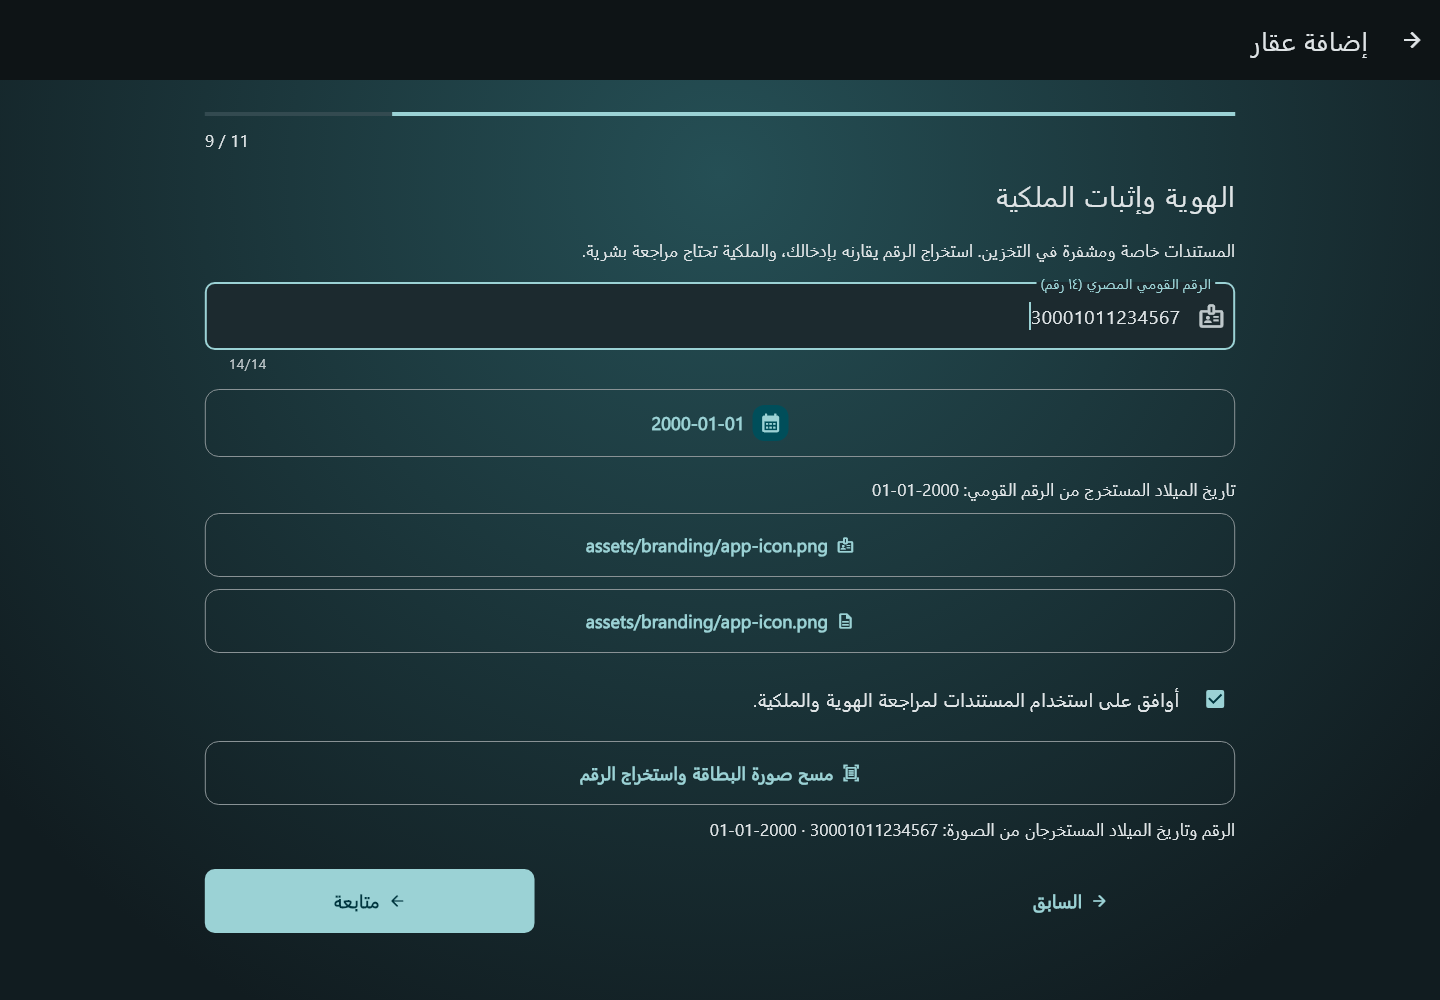 إضافة عقار
9 / 11
الهوية وإثبات الملكية
المستندات خاصة ومشفرة في التخزين. استخراج الرقم يقارنه بإدخالك، والملكية تحتاج مراجعة بشرية.
الرقم القومي المصري (١٤ رقم)
30001011234567
14/14
2000-01-01
تاريخ الميلاد المستخرج من الرقم القومي: 2000-01-01
assets/branding/app-icon.png
assets/branding/app-icon.png
أوافق على استخدام المستندات لمراجعة الهوية والملكية.
مسح صورة البطاقة واستخراج الرقم
الرقم وتاريخ الميلاد المستخرجان من الصورة: 30001011234567 · 2000-01-01
السابق
متابعة